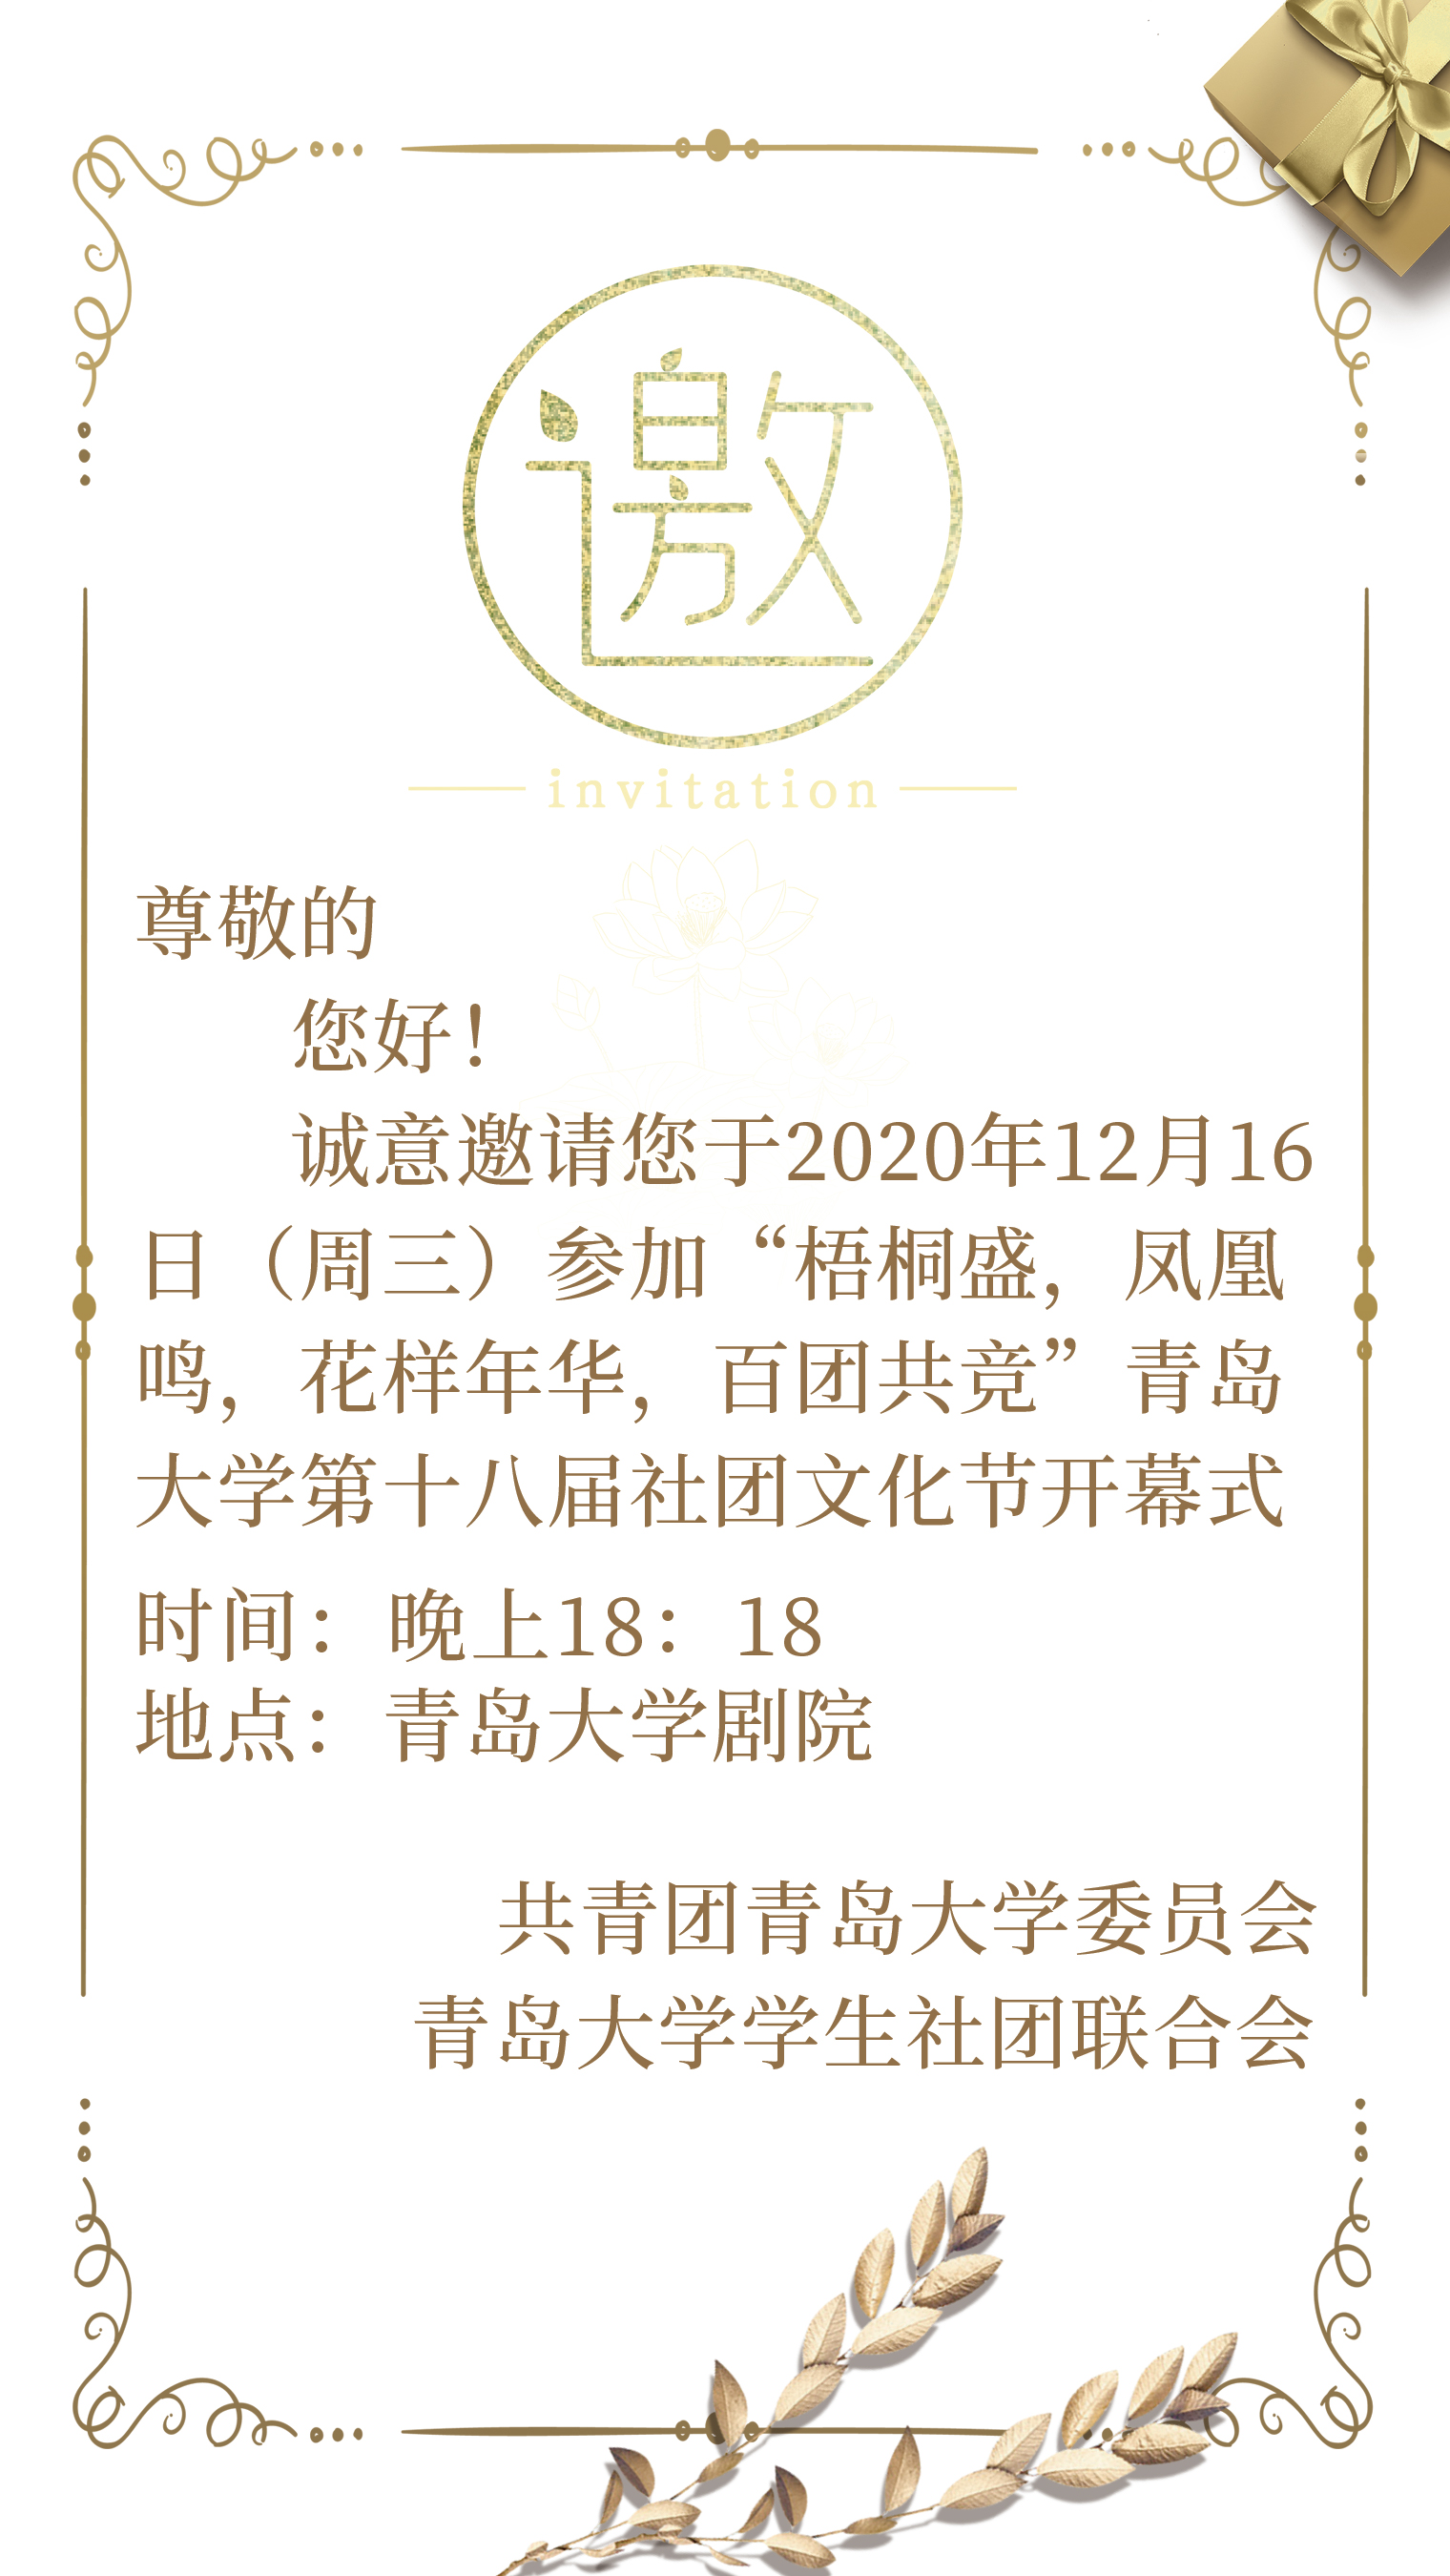 邀
invitation
尊敬的
您好！
诚意邀请您于2020年12月16
日（周三）参加“梧桐盛，凤凰
鸣，花样年华，百团共竞”青岛
大学第十八届社团文化节开幕式
时间：晚上18：18
地点：青岛大学剧院
共青团青岛大学委员会
青岛大学学生社团联合会